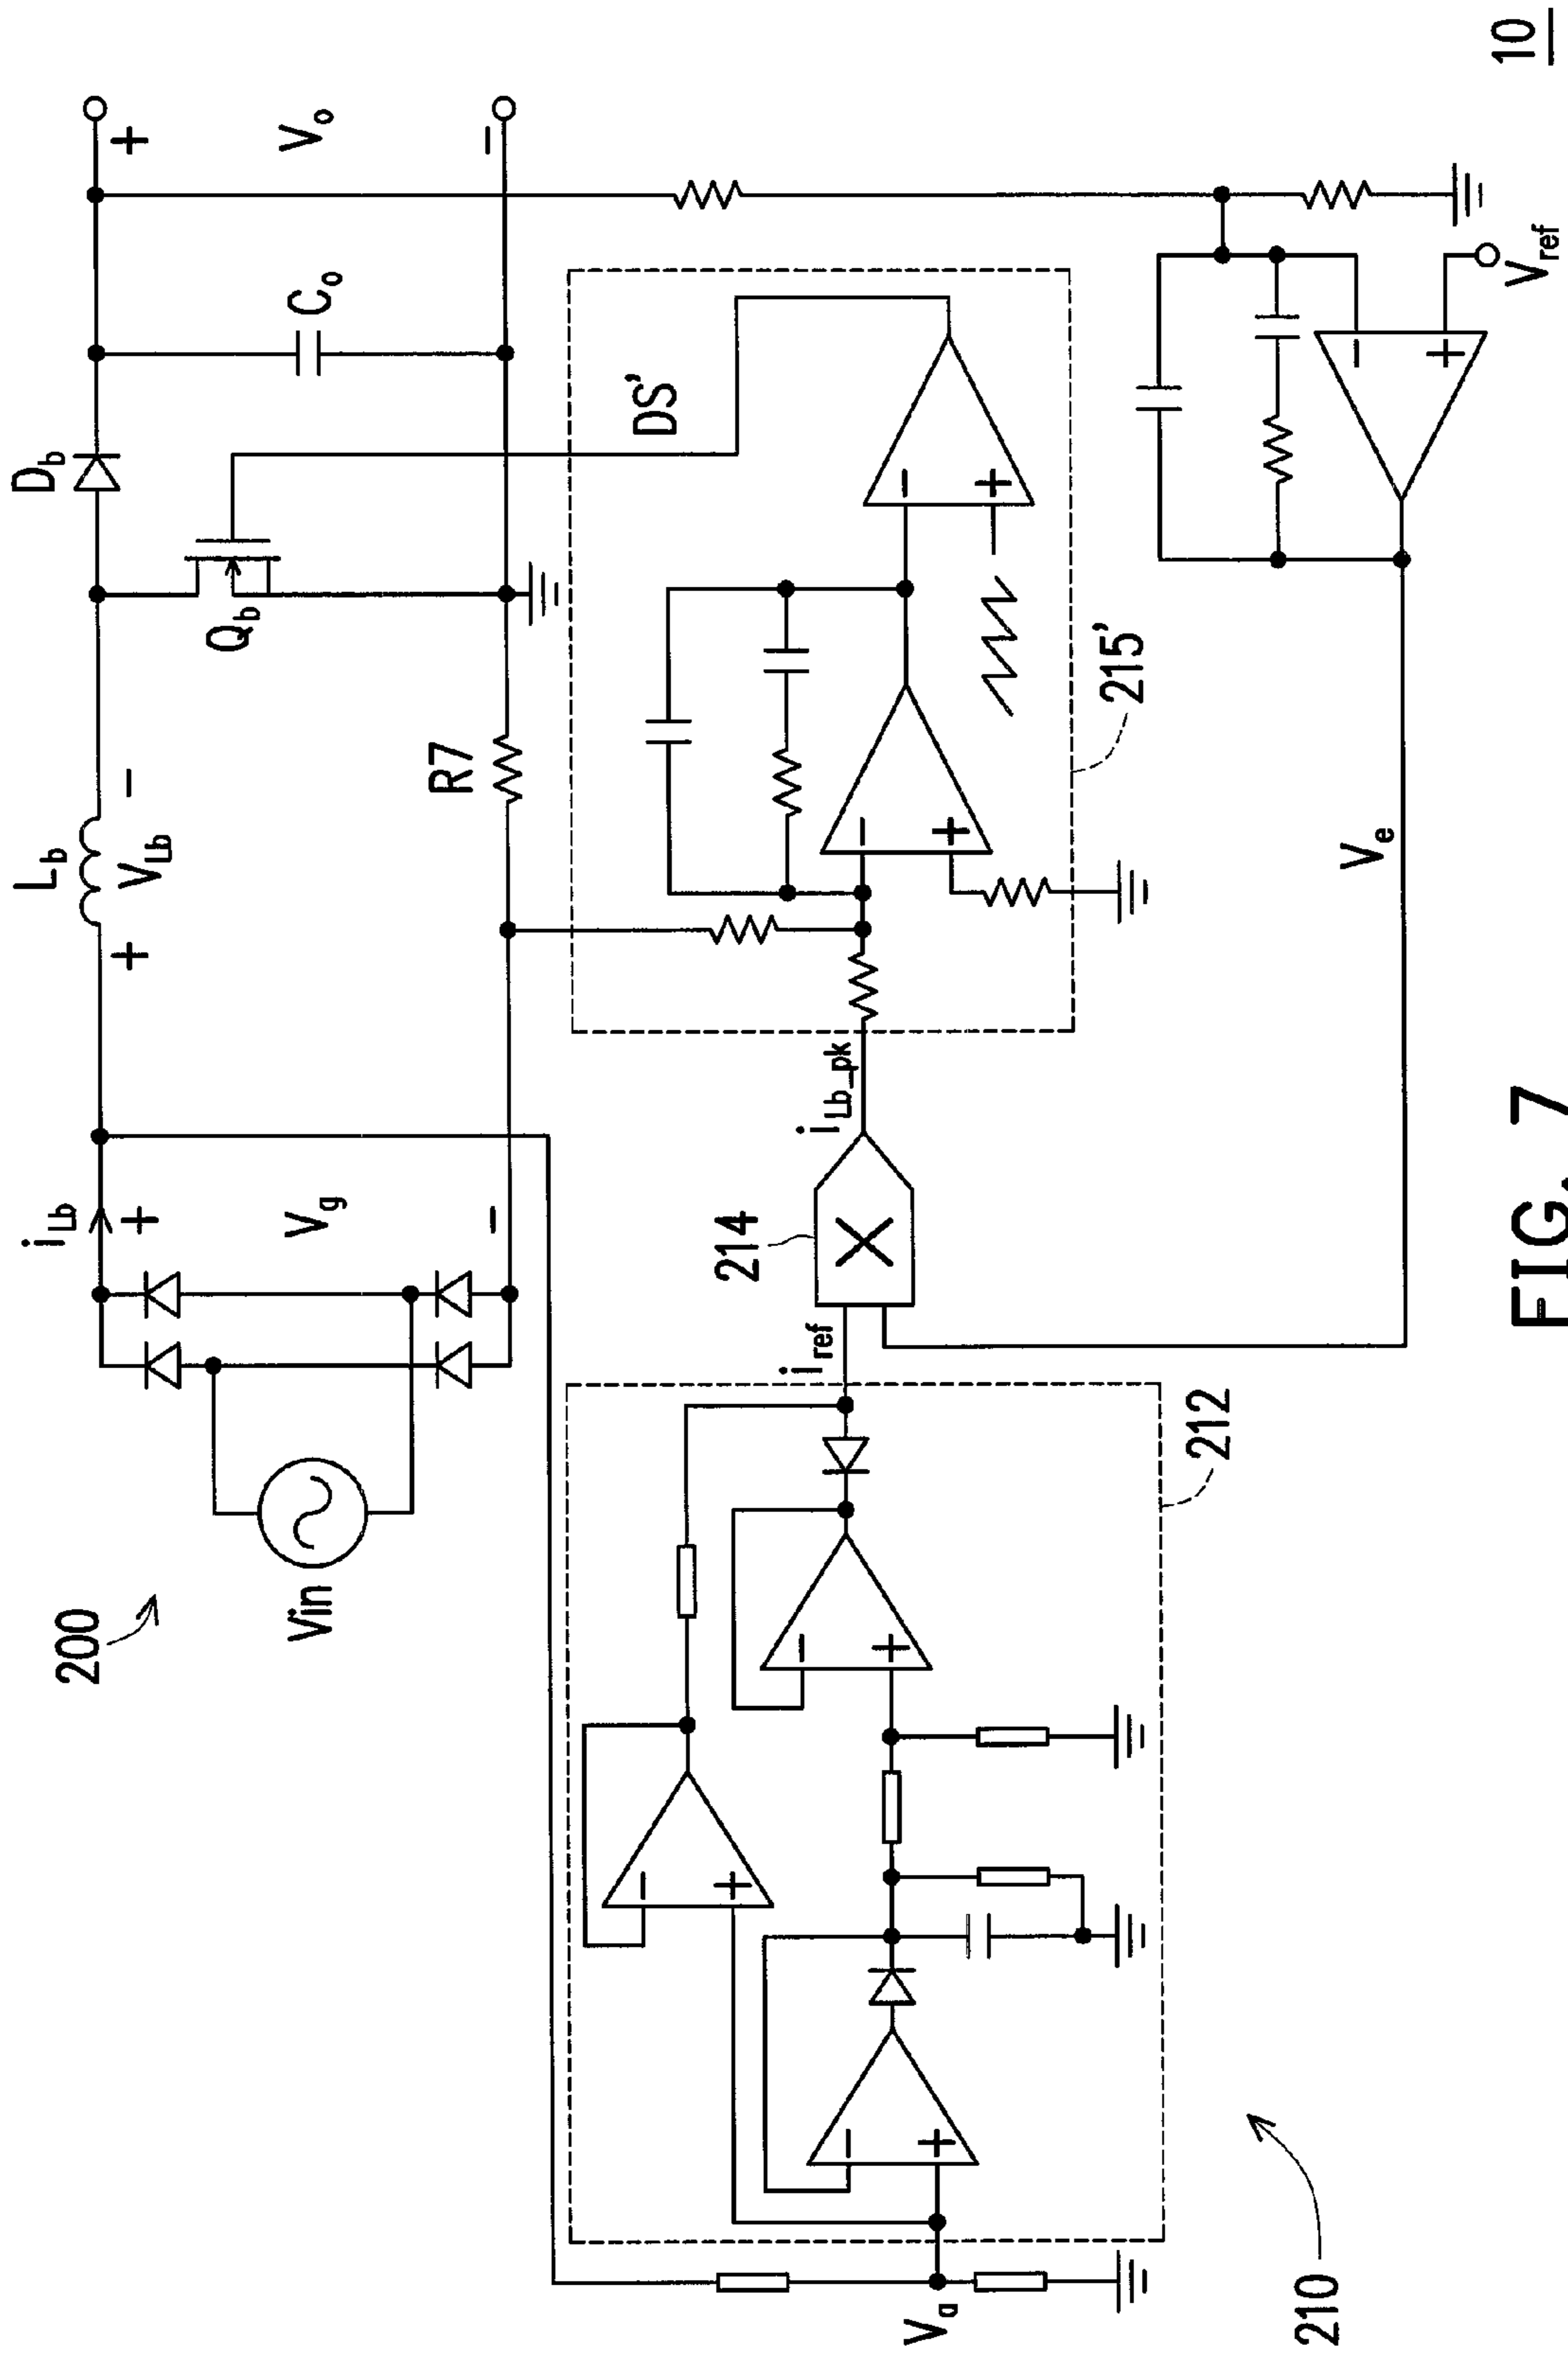 200
Vin
iLb
+
Vg
−
+
Lb
VLb
−
Db
Qb
Co
+
Vo
−
R7
DS'
−
+
−
+
215'
iLb_pk
214
X
iref
−
+
−
+
−
+
212
Va
210
Ve
−
+
Vref
FIG. 7
10